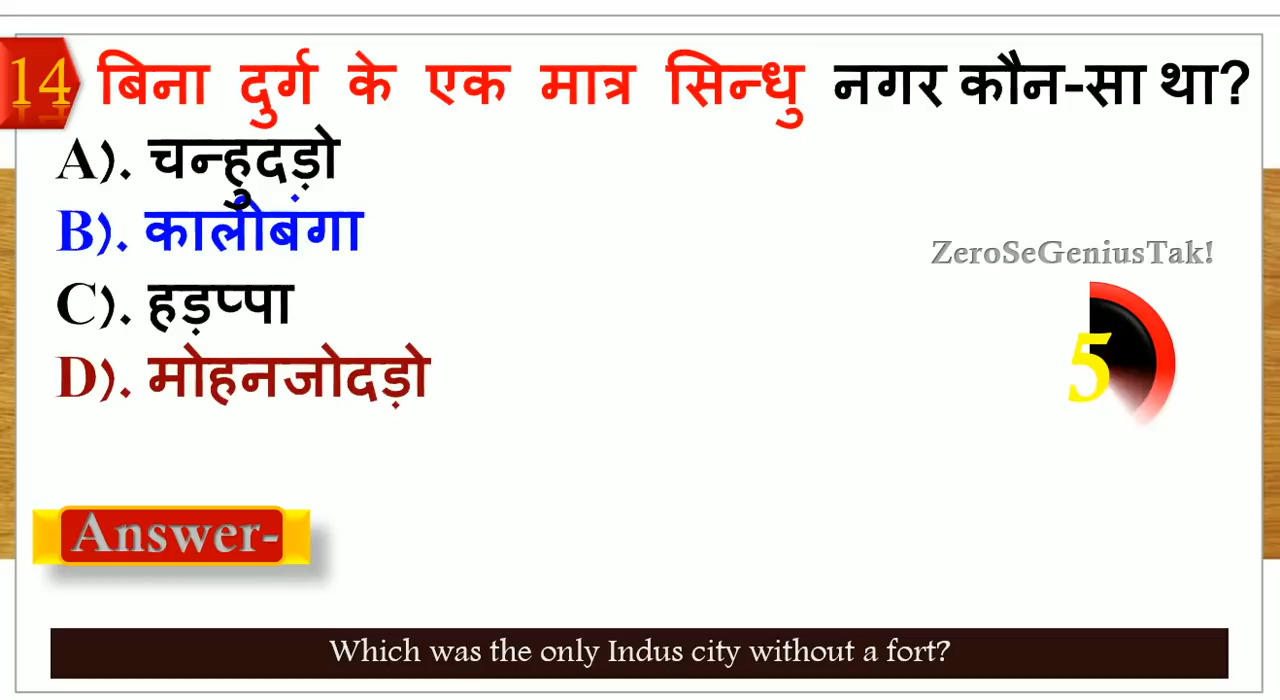 14 बिना दुर्ग के एक मात्र सिन्धु नगर कौन-सा था?
A). चन्हुदड़ो
B). कालीबंगा
ZeroSeGeniusTak!
C). हड़प्पा
5
D). मोहनजोदड़ो
Answer-
Which was the only Indus city without a fort?